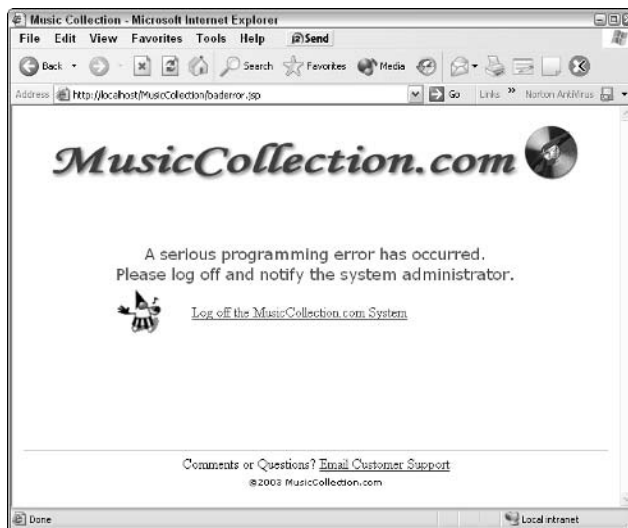 Music Collection - Microsoft Internet Explorer
File Edit View Favorites Tools Help @Send
Back Search Favorites Media
Address http://localhost/MusicCollection/baderror.jsp Go Links » Norton AntiVirus
MusicCollection.com
A serious programming error has occurred.
Please log off and notify the system administrator.
Log off the MusicCollection.com System
Comments or Questions? Email Customer Support
©2003 MusicCollection.com
Done Local intranet